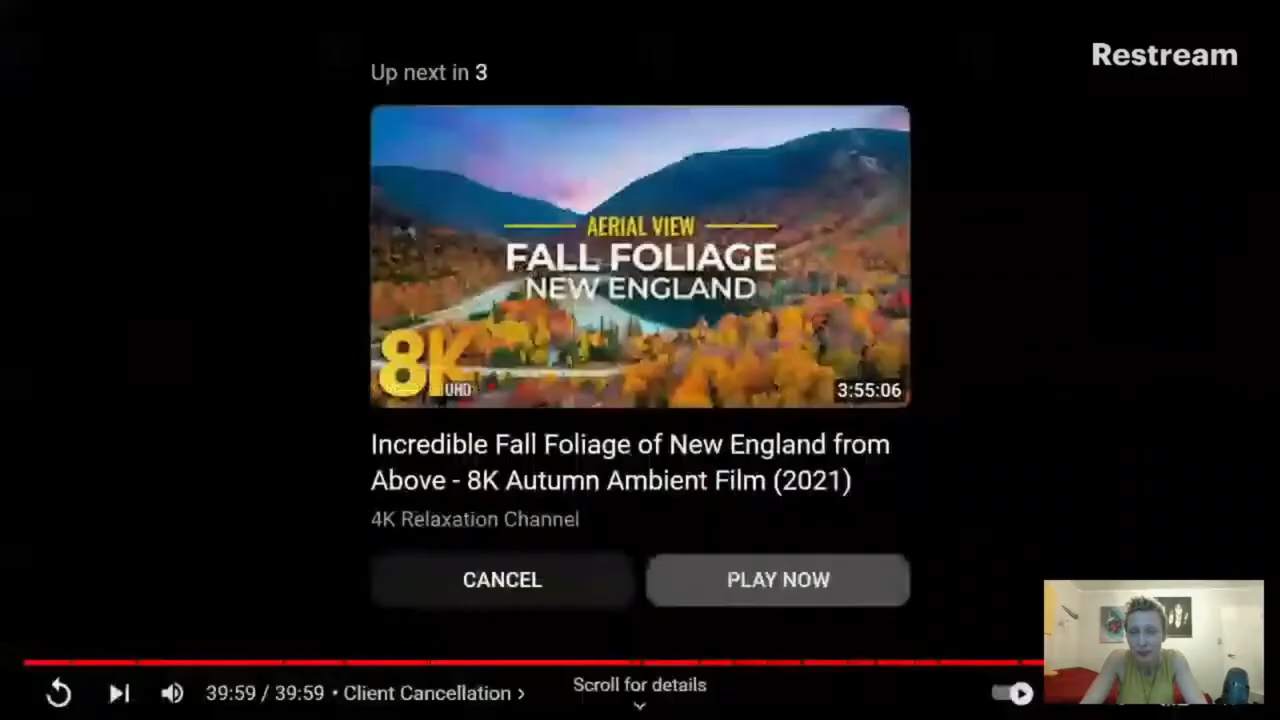 Restream
Up next in 3
AERIAL VIEW
FALL FOLIAGE
NEW ENGLAND
8K
UHD
3:55:06
Incredible Fall Foliage of New England from
Above - 8K Autumn Ambient Film (2021)
4K Relaxation Channel
CANCEL
PLAY NOW
39:59 / 39:59 • Client Cancellation ›
Scroll for details